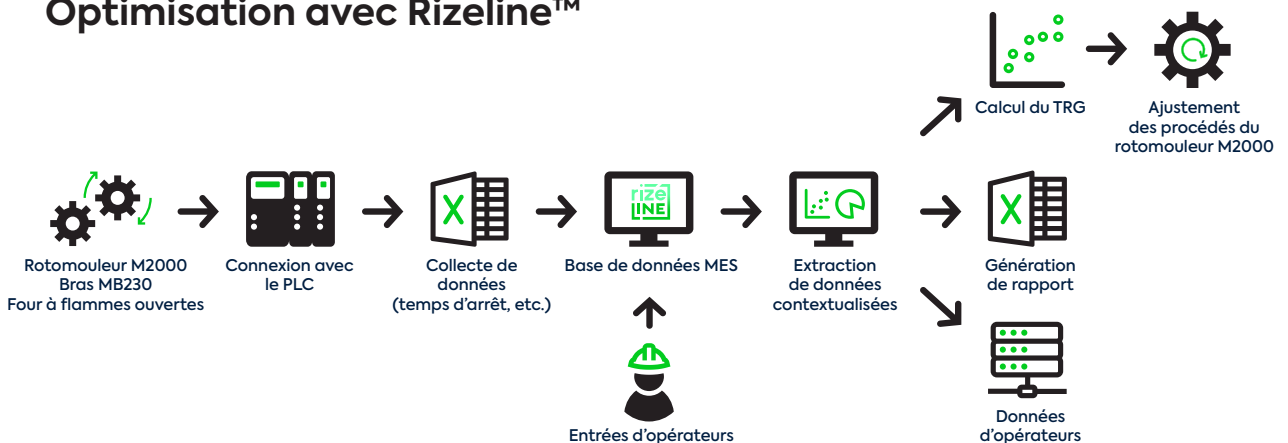 Optimisation avec Rizeline™
Rotomouleur M2000
Bras MB230
Four à flammes ouvertes
Connexion avec
le PLC
X
Collecte de
données
(temps d'arrêt, etc.)
rize
LINE
Base de données MES
Entrées d'opérateurs
Extraction
de données
contextualisées
Calcul du TRG
Ajustement
des procédés du
rotomouleur M2000
X
Génération
de rapport
Données
d'opérateurs